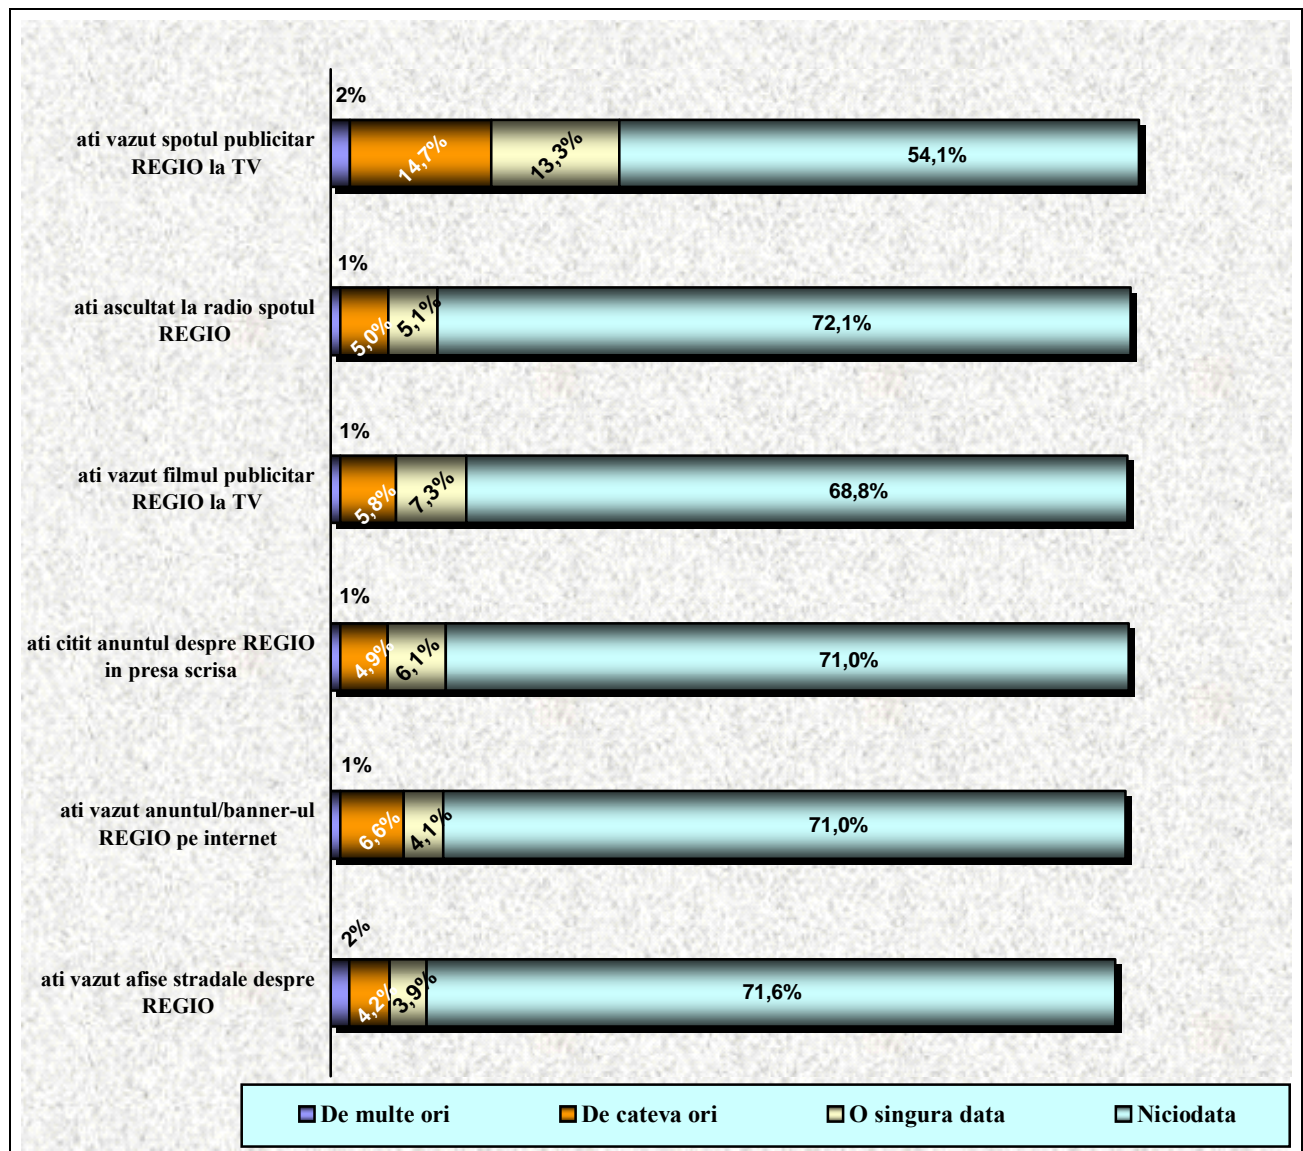 2%
ati vazut spotul publicitar
REGIO la TV
14,7%
13,3%
54,1%
1%
ati ascultat la radio spotul
REGIO
5,0%
5,1%
72,1%
1%
ati vazut filmul publicitar
REGIO la TV
5,8%
7,3%
68,8%
1%
ati citit anuntul despre REGIO
in presa scrisa
4,9%
6,1%
71,0%
1%
ati vazut anuntul/banner-ul
REGIO pe internet
6,6%
4,1%
71,0%
2%
ati vazut afise stradale despre
REGIO
4,2%
3,9%
71,6%
De multe ori De cateva ori O singura data Niciodata